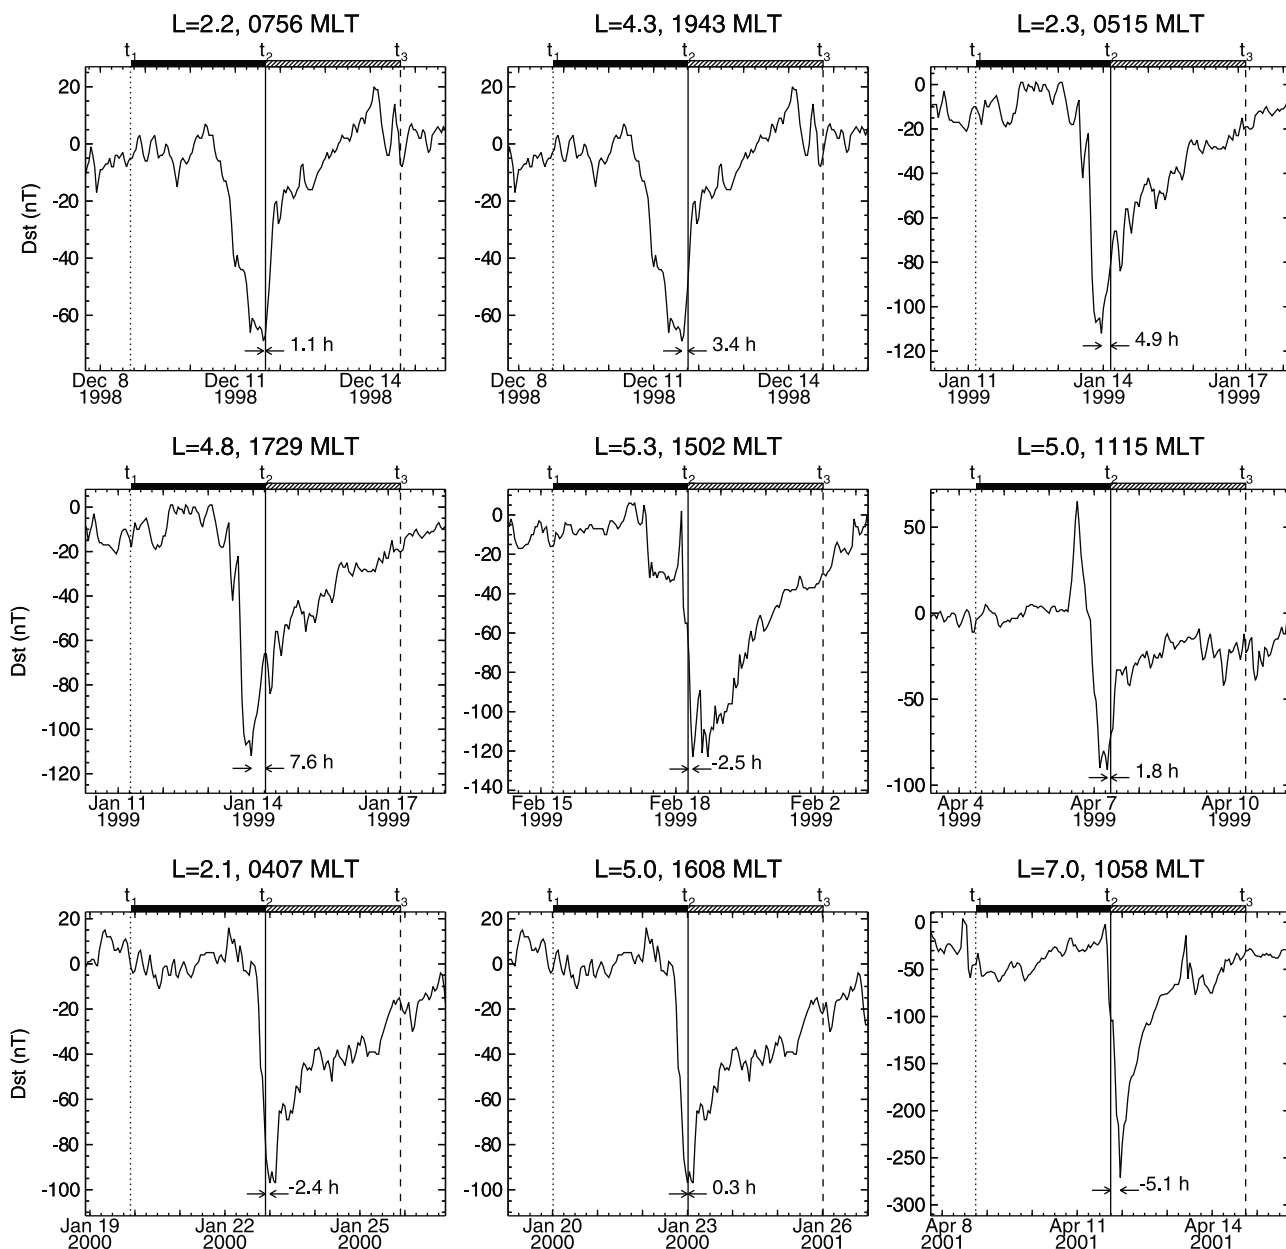 L=2.2, 0756 MLT
t1 t2 t3
20
0
-20
-40
-60
Dst (nT)
1.1 h
Dec 8 Dec 11 Dec 14
1998 1998 1998
L=4.3, 1943 MLT
t1 t2 t3
20
0
-20
-40
-60
3.4 h
Dec 8 Dec 11 Dec 14
1998 1998 1998
L=2.3, 0515 MLT
t1 t2 t3
0
-20
-40
-60
-80
-100
-120
4.9 h
Jan 11 Jan 14 Jan 17
1999 1999 1999
L=4.8, 1729 MLT
t1 t2 t3
0
-20
-40
-60
-80
-100
-120
Dst (nT)
7.6 h
Jan 11 Jan 14 Jan 17
1999 1999 1999
L=5.3, 1502 MLT
t1 t2 t3
0
-20
-40
-60
-80
-100
-120
-140
-2.5 h
Feb 15 Feb 18 Feb 2
1999 1999 1999
L=5.0, 1115 MLT
t1 t2 t3
50
0
-50
-100
1.8 h
Apr 4 Apr 7 Apr 10
1999 1999 1999
L=2.1, 0407 MLT
t1 t2 t3
20
0
-20
-40
-60
-80
-100
Dst (nT)
-2.4 h
Jan 19 Jan 22 Jan 25
2000 2000 2000
L=5.0, 1608 MLT
t1 t2 t3
20
0
-20
-40
-60
-80
-100
0.3 h
Jan 20 Jan 23 Jan 26
2000 2000 2001
L=7.0, 1058 MLT
t1 t2 t3
0
-50
-100
-150
-200
-250
-300
-5.1 h
Apr 8 Apr 11 Apr 14
2001 2001 2001